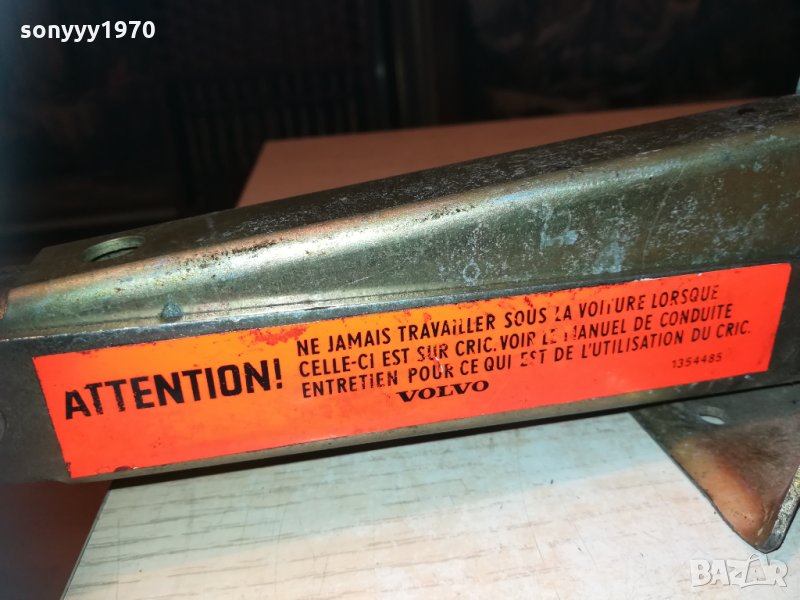 sonyyy1970
ATTENTION!
NE JAMAIS TRAVAILLER SOUS LA VOITURE LORSQUE
CELLE-CI EST SUR CRIC. VOIR LE MANUEL DE CONDUITE
ENTRETIEN POUR CE QUI EST DE L'UTILISATION DU CRIC.
1354485
VOLVO
BAZAR